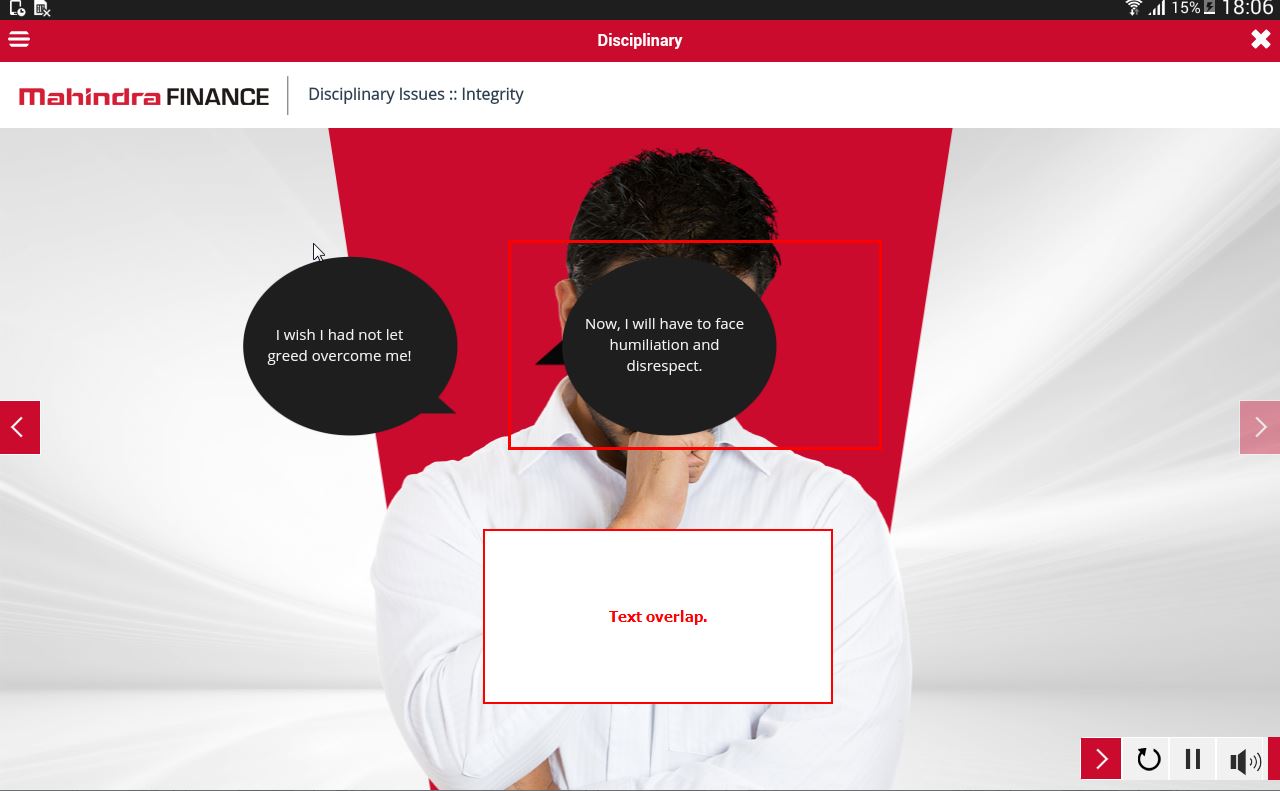 15% 18:06
Disciplinary
Mahindra FINANCE
Disciplinary Issues :: Integrity
I wish I had not let
greed overcome me!
Now, I will have to face
humiliation and
disrespect.
Text overlap.